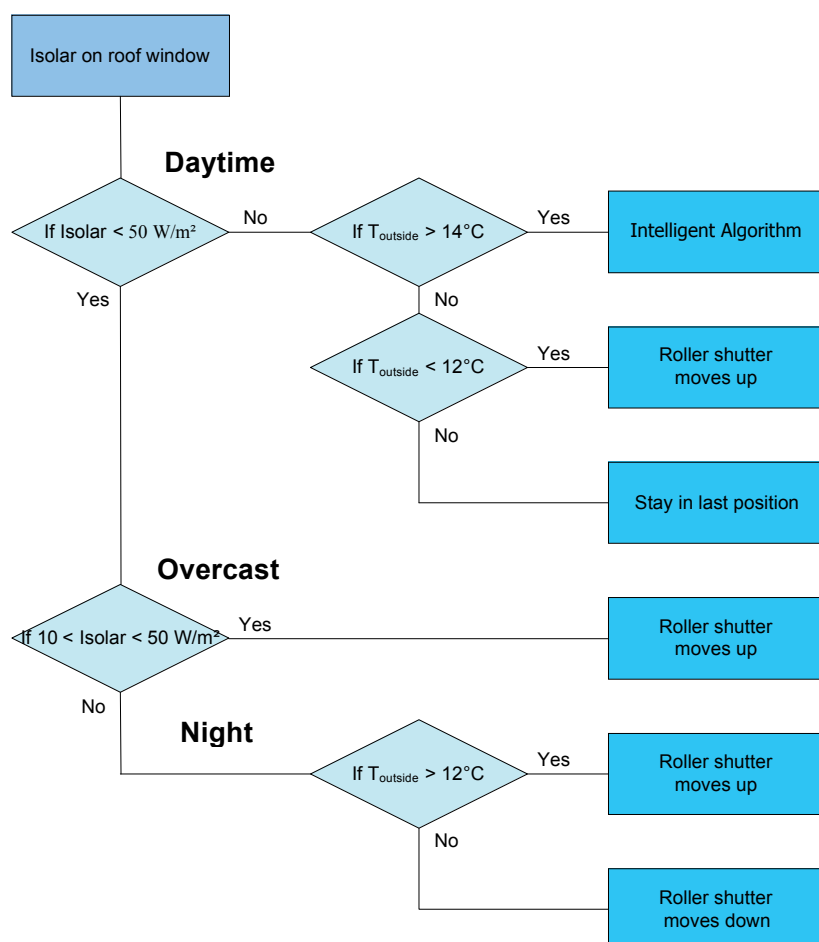 Isolar on roof window
Daytime
If Isolar < 50 W/m²
No
If Toutside > 14°C
Yes
Intelligent Algorithm
Yes
No
If Toutside < 12°C
Yes
Roller shutter
moves up
No
Stay in last position
Overcast
If 10 < Isolar < 50 W/m²
Yes
Roller shutter
moves up
No
Night
If Toutside > 12°C
Yes
Roller shutter
moves up
No
Roller shutter
moves down